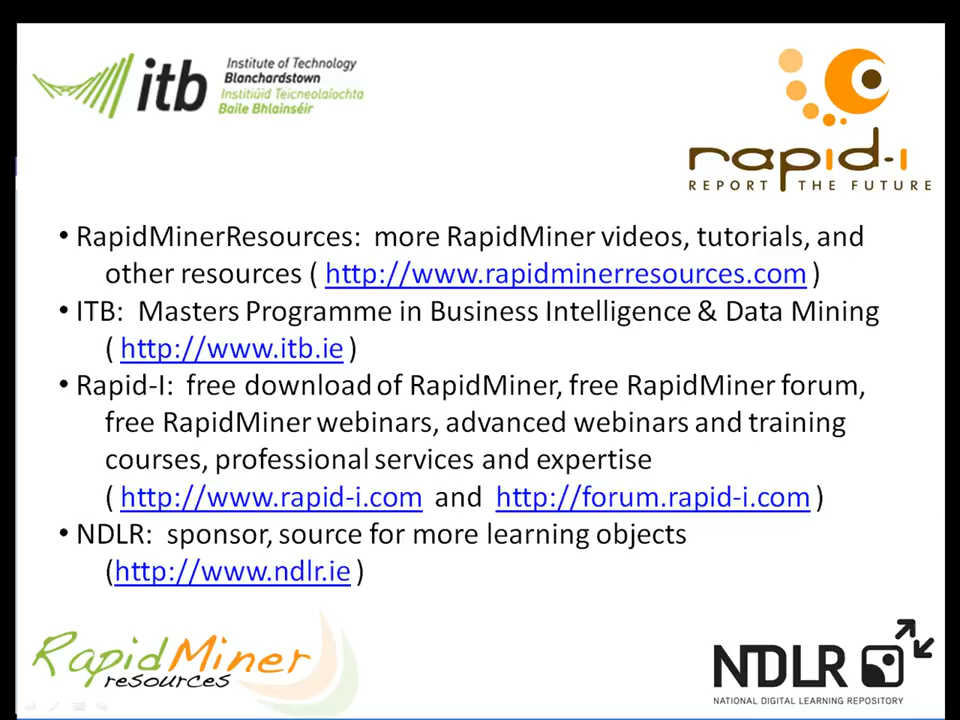 itb
Institute of Technology
Blanchardstown
Institiúid Teicneolaíochta
Baile Bhlainséir
rapid-i
REPORT THE FUTURE
• RapidMinerResources: more RapidMiner videos, tutorials, and
other resources ( http://www.rapidminerresources.com )
• ITB: Masters Programme in Business Intelligence & Data Mining
( http://www.itb.ie )
• Rapid-I: free download of RapidMiner, free RapidMiner forum,
free RapidMiner webinars, advanced webinars and training
courses, professional services and expertise
( http://www.rapid-i.com and http://forum.rapid-i.com )
• NDLR: sponsor, source for more learning objects
(http://www.ndlr.ie )
RapidMiner
resources
NDLR
NATIONAL DIGITAL LEARNING REPOSITORY